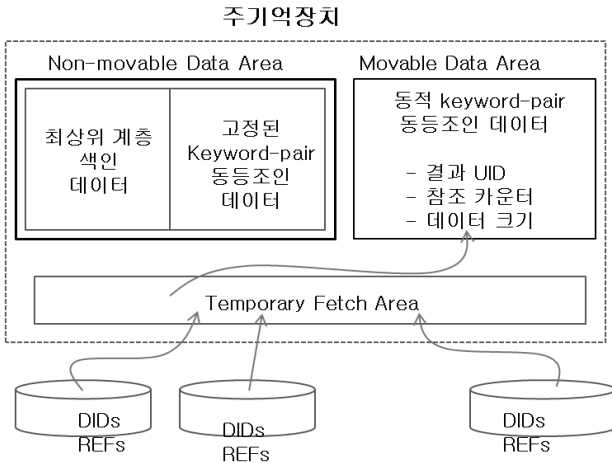 주기억장치
Non-movable Data Area
Movable Data Area
최상위 계층
색인
데이터
고정된
Keyword-pair
동등조인
데이터
동적 keyword-pair
동등조인 데이터
- 결과 UID
- 참조 카운터
- 데이터 크기
Temporary Fetch Area
DIDs
REFs
DIDs
REFs
DIDs
REFs